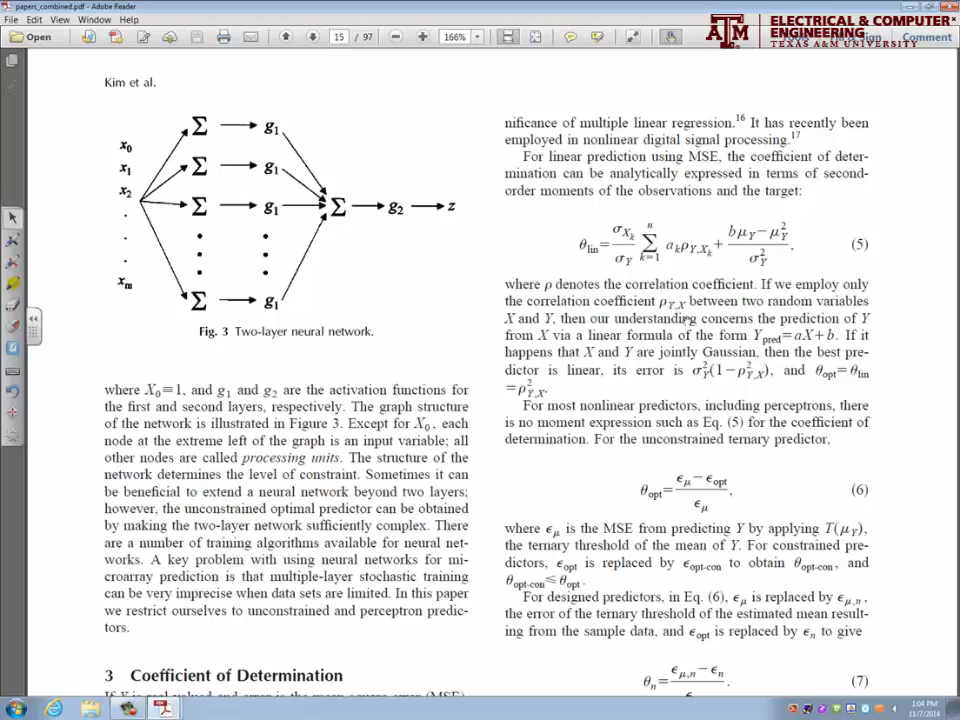 papers_combined.pdf - Adobe Reader
File Edit View Window Help
Open
15 / 97
166%
Comment
ELECTRICAL & COMPUTER
ENGINEERING
TEXAS A&M UNIVERSITY
Kim et al.
x0
x1
x2
.
.
.
xm
Σ → g1
Σ → g1
Σ → g1
Σ → g2 → z
Σ → g1
Fig. 3 Two-layer neural network.
where X0≡1, and g1 and g2 are the activation functions for
the first and second layers, respectively. The graph structure
of the network is illustrated in Figure 3. Except for X0, each
node at the extreme left of the graph is an input variable; all
other nodes are called processing units. The structure of the
network determines the level of constraint. Sometimes it can
be beneficial to extend a neural network beyond two layers;
however, the unconstrained optimal predictor can be obtained
by making the two-layer network sufficiently complex. There
are a number of training algorithms available for neural net-
works. A key problem with using neural networks for mi-
croarray prediction is that multiple-layer stochastic training
can be very imprecise when data sets are limited. In this paper
we restrict ourselves to unconstrained and perceptron predic-
tors.
3 Coefficient of Determination
nificance of multiple linear regression.16 It has recently been
employed in nonlinear digital signal processing.17
For linear prediction using MSE, the coefficient of deter-
mination can be analytically expressed in terms of second-
order moments of the observations and the target:
θlin = σXk/σY Σ k=1 n akρY,Xk + (bμY − μ²Y)/σ²Y, (5)
where ρ denotes the correlation coefficient. If we employ only
the correlation coefficient ρY,X between two random variables
X and Y, then our understanding concerns the prediction of Y
from X via a linear formula of the form Ypred=aX+b. If it
happens that X and Y are jointly Gaussian, then the best pre-
dictor is linear, its error is σ²Y(1−ρ²Y,X), and θopt=θlin
=ρ²Y,X.
For most nonlinear predictors, including perceptrons, there
is no moment expression such as Eq. (5) for the coefficient of
determination. For the unconstrained ternary predictor,
θopt = (ϵμ − ϵopt)/ϵμ, (6)
where ϵμ is the MSE from predicting Y by applying T(μY),
the ternary threshold of the mean of Y. For constrained pre-
dictors, ϵopt is replaced by ϵopt-con to obtain θopt-con, and
θopt-con≤θopt.
For designed predictors, in Eq. (6), ϵμ is replaced by ϵμ,n,
the error of the ternary threshold of the estimated mean result-
ing from the sample data, and ϵopt is replaced by ϵn to give
θn = (ϵμ,n − ϵn)/ϵ . (7)
1:04 PM
11/7/2014